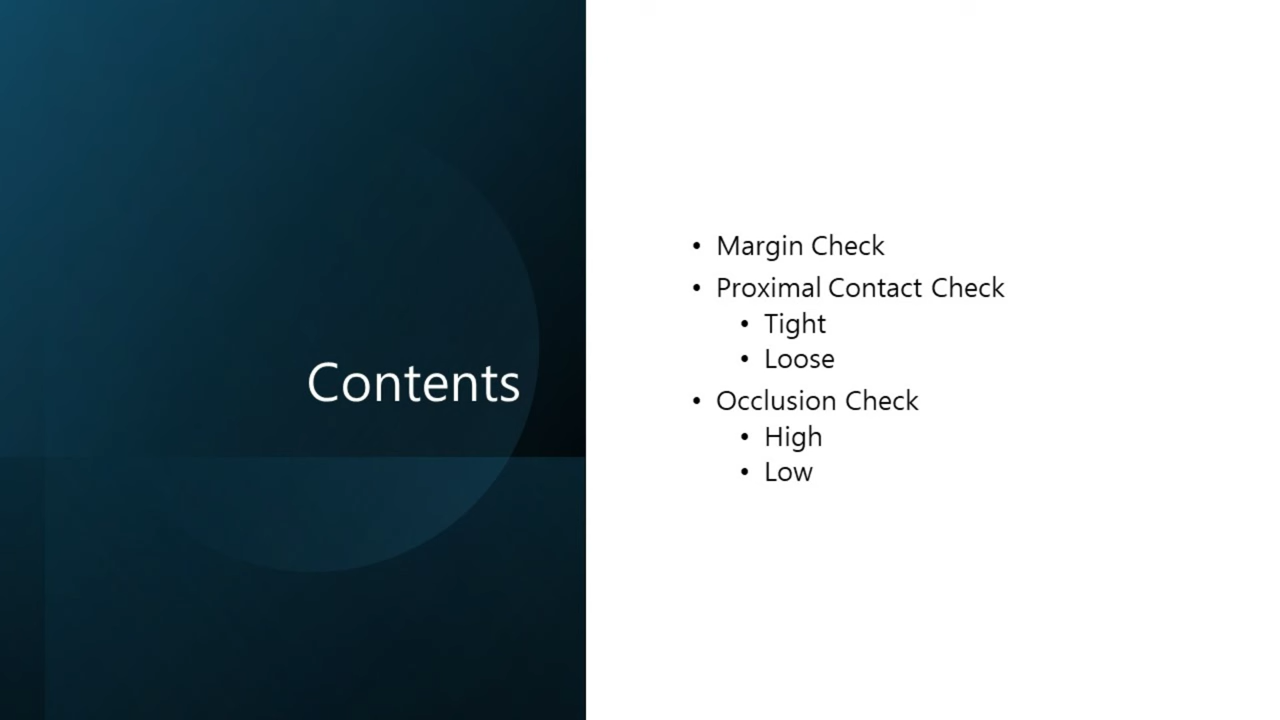 Contents
• Margin Check
• Proximal Contact Check
• Tight
• Loose
• Occlusion Check
• High
• Low